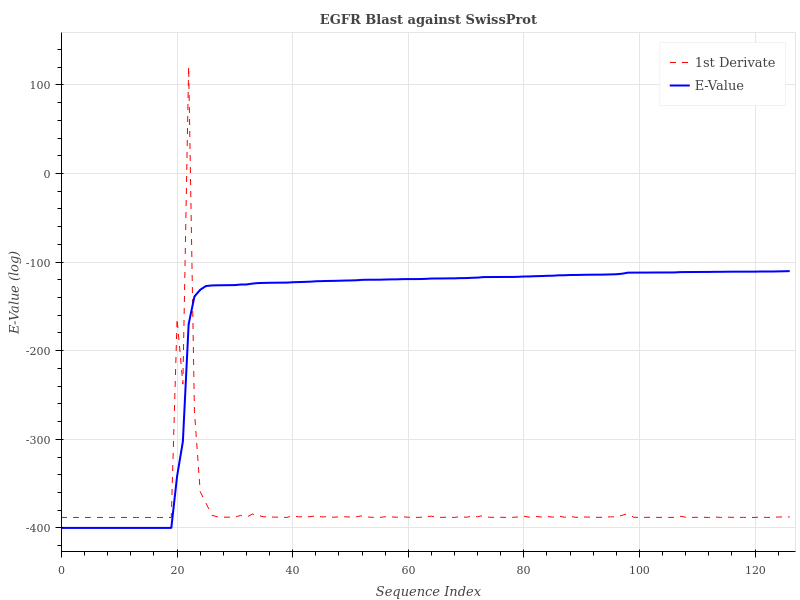 EGFR Blast against SwissProt
1st Derivate
E-Value
E-Value (log)
100
0
-100
-200
-300
-400
0 20 40 60 80 100 120
Sequence Index